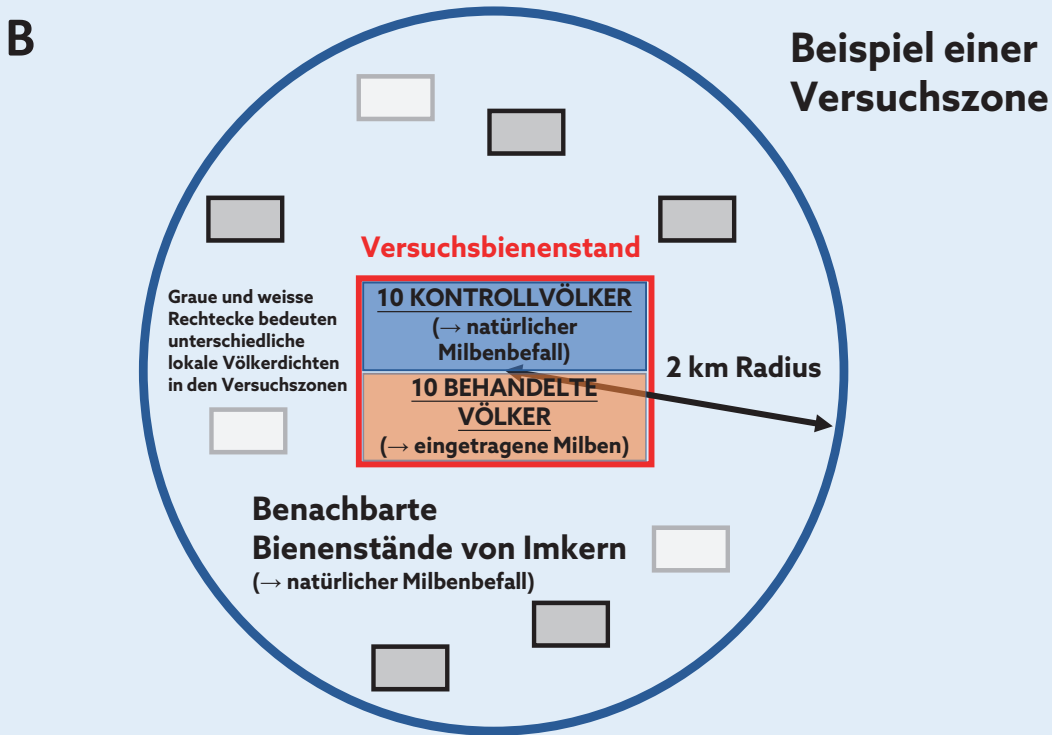 B
Beispiel einer
Versuchszone
Versuchsbienenstand
10 KONTROLLVÖLKER
(→ natürlicher
Milbenbefall)
Graue und weisse
Rechtecke bedeuten
unterschiedliche
lokale Völkerdichten
in den Versuchszonen
2 km Radius
10 BEHANDELTE
VÖLKER
(→ eingetragene Milben)
Benachbarte
Bienenstände von Imkern
(→ natürlicher Milbenbefall)